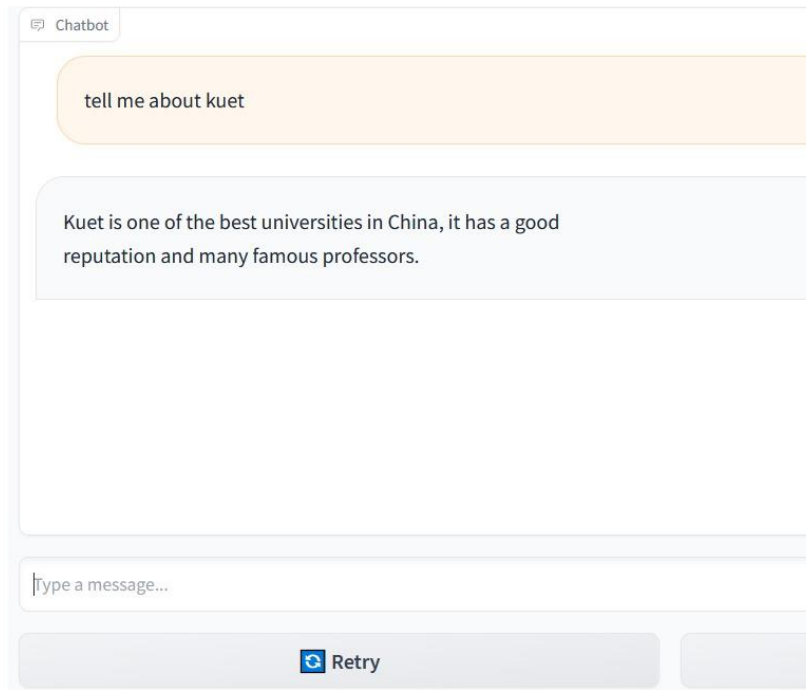 Chatbot
tell me about kuet
Kuet is one of the best universities in China, it has a good
reputation and many famous professors.
Type a message...
Retry